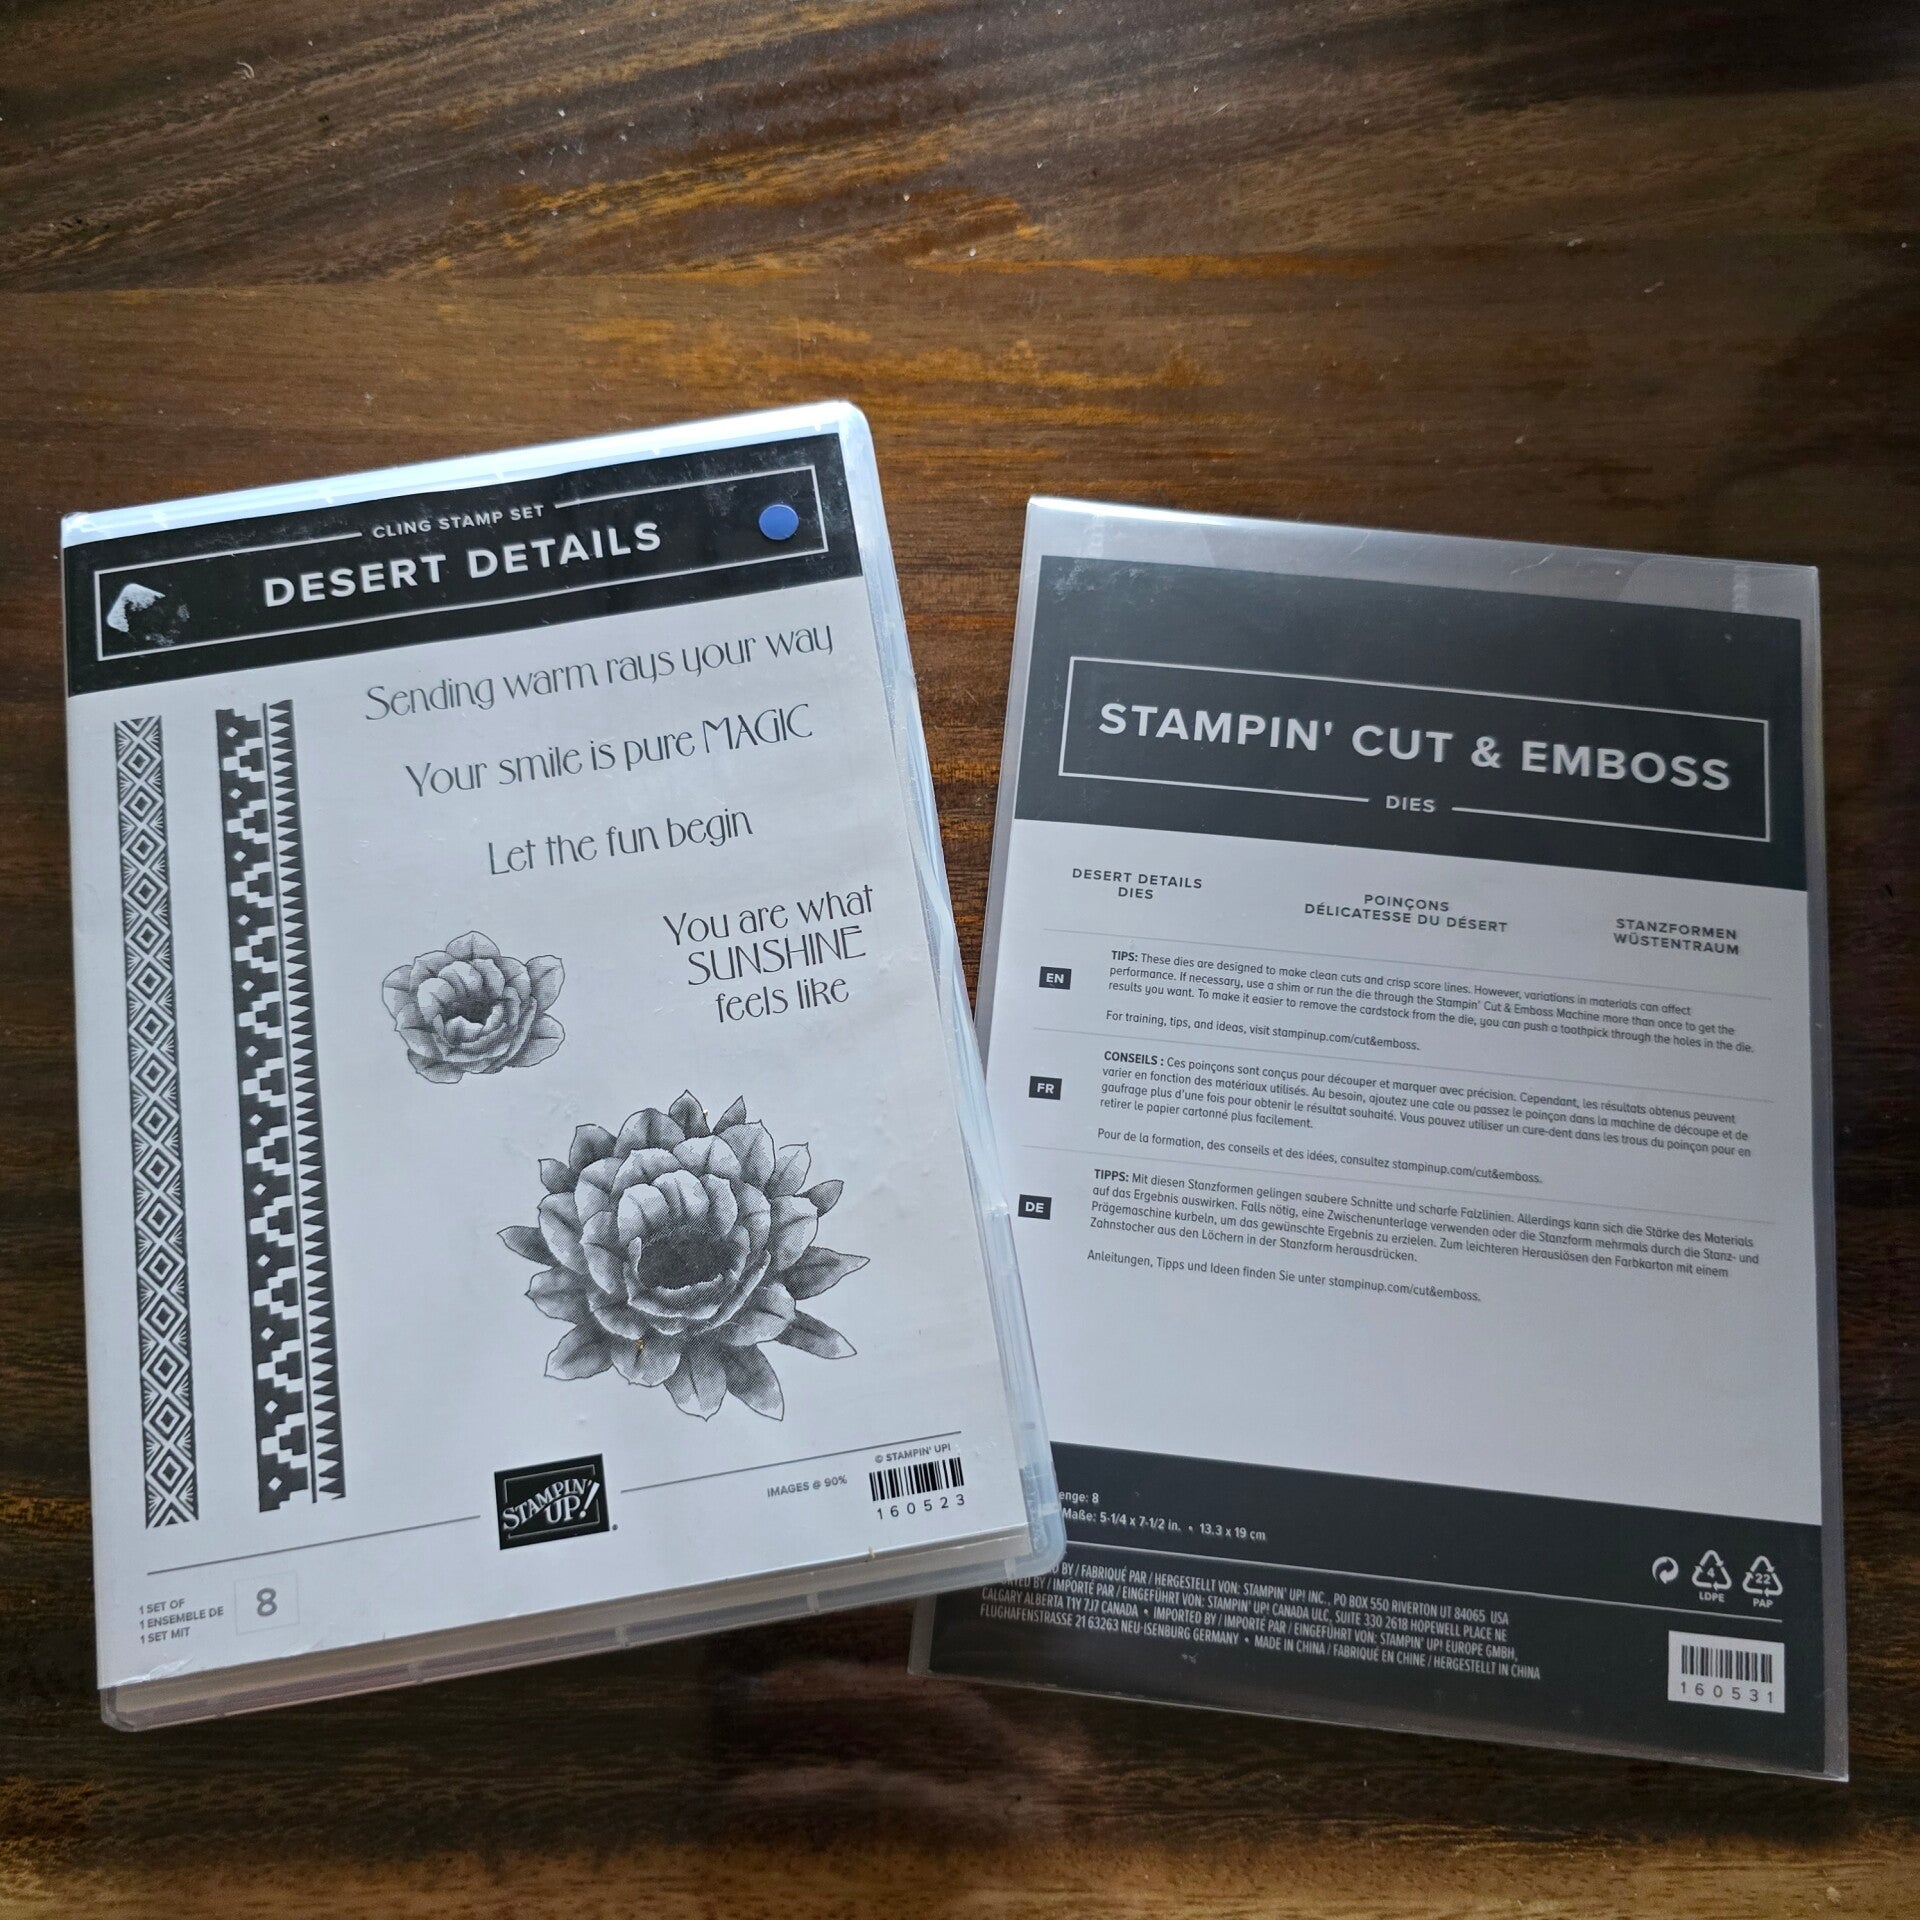 CLING STAMP SET
DESERT DETAILS
Sending warm rays your way
Your smile is pure MAGIC
Let the fun begin
You are what
SUNSHINE
feels like
STAMPIN'
UP!
IMAGES @ 90%
© STAMPIN' UP!
160523
1 SET OF
1 ENSEMBLE DE
1 SET MIT
8
STAMPIN' CUT & EMBOSS
DIES
DESERT DETAILS
DIES
POINÇONS
DÉLICATESSE DU DÉSERT
STANZFORMEN
WÜSTENTRAUM
EN
TIPS: These dies are designed to make clean cuts and crisp score lines. However, variations in materials can affect
performance. If necessary, use a shim or run the die through the Stampin' Cut & Emboss Machine more than once to get the
results you want. To make it easier to remove the cardstock from the die, you can push a toothpick through the holes in the die.
For training, tips, and ideas, visit stampinup.com/cut&emboss.
FR
CONSEILS : Ces poinçons sont conçus pour découper et marquer avec précision. Cependant, les résultats obtenus peuvent
varier en fonction des matériaux utilisés. Au besoin, ajoutez une cale ou passez le poinçon dans la machine de découpe et de
gaufrage plus d'une fois pour obtenir le résultat souhaité. Vous pouvez utiliser un cure-dent dans les trous du poinçon pour en
retirer le papier cartonné plus facilement.
Pour de la formation, des conseils et des idées, consultez stampinup.com/cut&emboss.
DE
TIPPS: Mit diesen Stanzformen gelingen saubere Schnitte und scharfe Falzlinien. Allerdings kann sich die Stärke des Materials
auf das Ergebnis auswirken. Falls nötig, eine Zwischenunterlage verwenden oder die Stanzform mehrmals durch die Stanz- und
Prägemaschine kurbeln, um das gewünschte Ergebnis zu erzielen. Zum leichteren Herauslösen den Farbkarton mit einem
Zahnstocher aus den Löchern in der Stanzform herausdrücken.
Anleitungen, Tipps und Ideen finden Sie unter stampinup.com/cut&emboss.
enge: 8
Maße: 5-1/4 x 7-1/2 in. • 13.3 x 19 cm
BY / FABRIQUÉ PAR / HERGESTELLT VON: STAMPIN' UP! INC., PO BOX 550 RIVERTON UT 84065 USA
BY / IMPORTÉ PAR / EINGEFÜHRT VON: STAMPIN' UP! CANADA ULC, SUITE 330 2618 HOPEWELL PLACE NE
CALGARY ALBERTA T1Y 7J7 CANADA • IMPORTED BY / IMPORTÉ PAR / EINGEFÜHRT VON: STAMPIN' UP! EUROPE GMBH,
FLUGHAFENSTRASSE 21 63263 NEU-ISENBURG GERMANY • MADE IN CHINA / FABRIQUÉ EN CHINE / HERGESTELLT IN CHINA
4
LDPE
22
PAP
160531